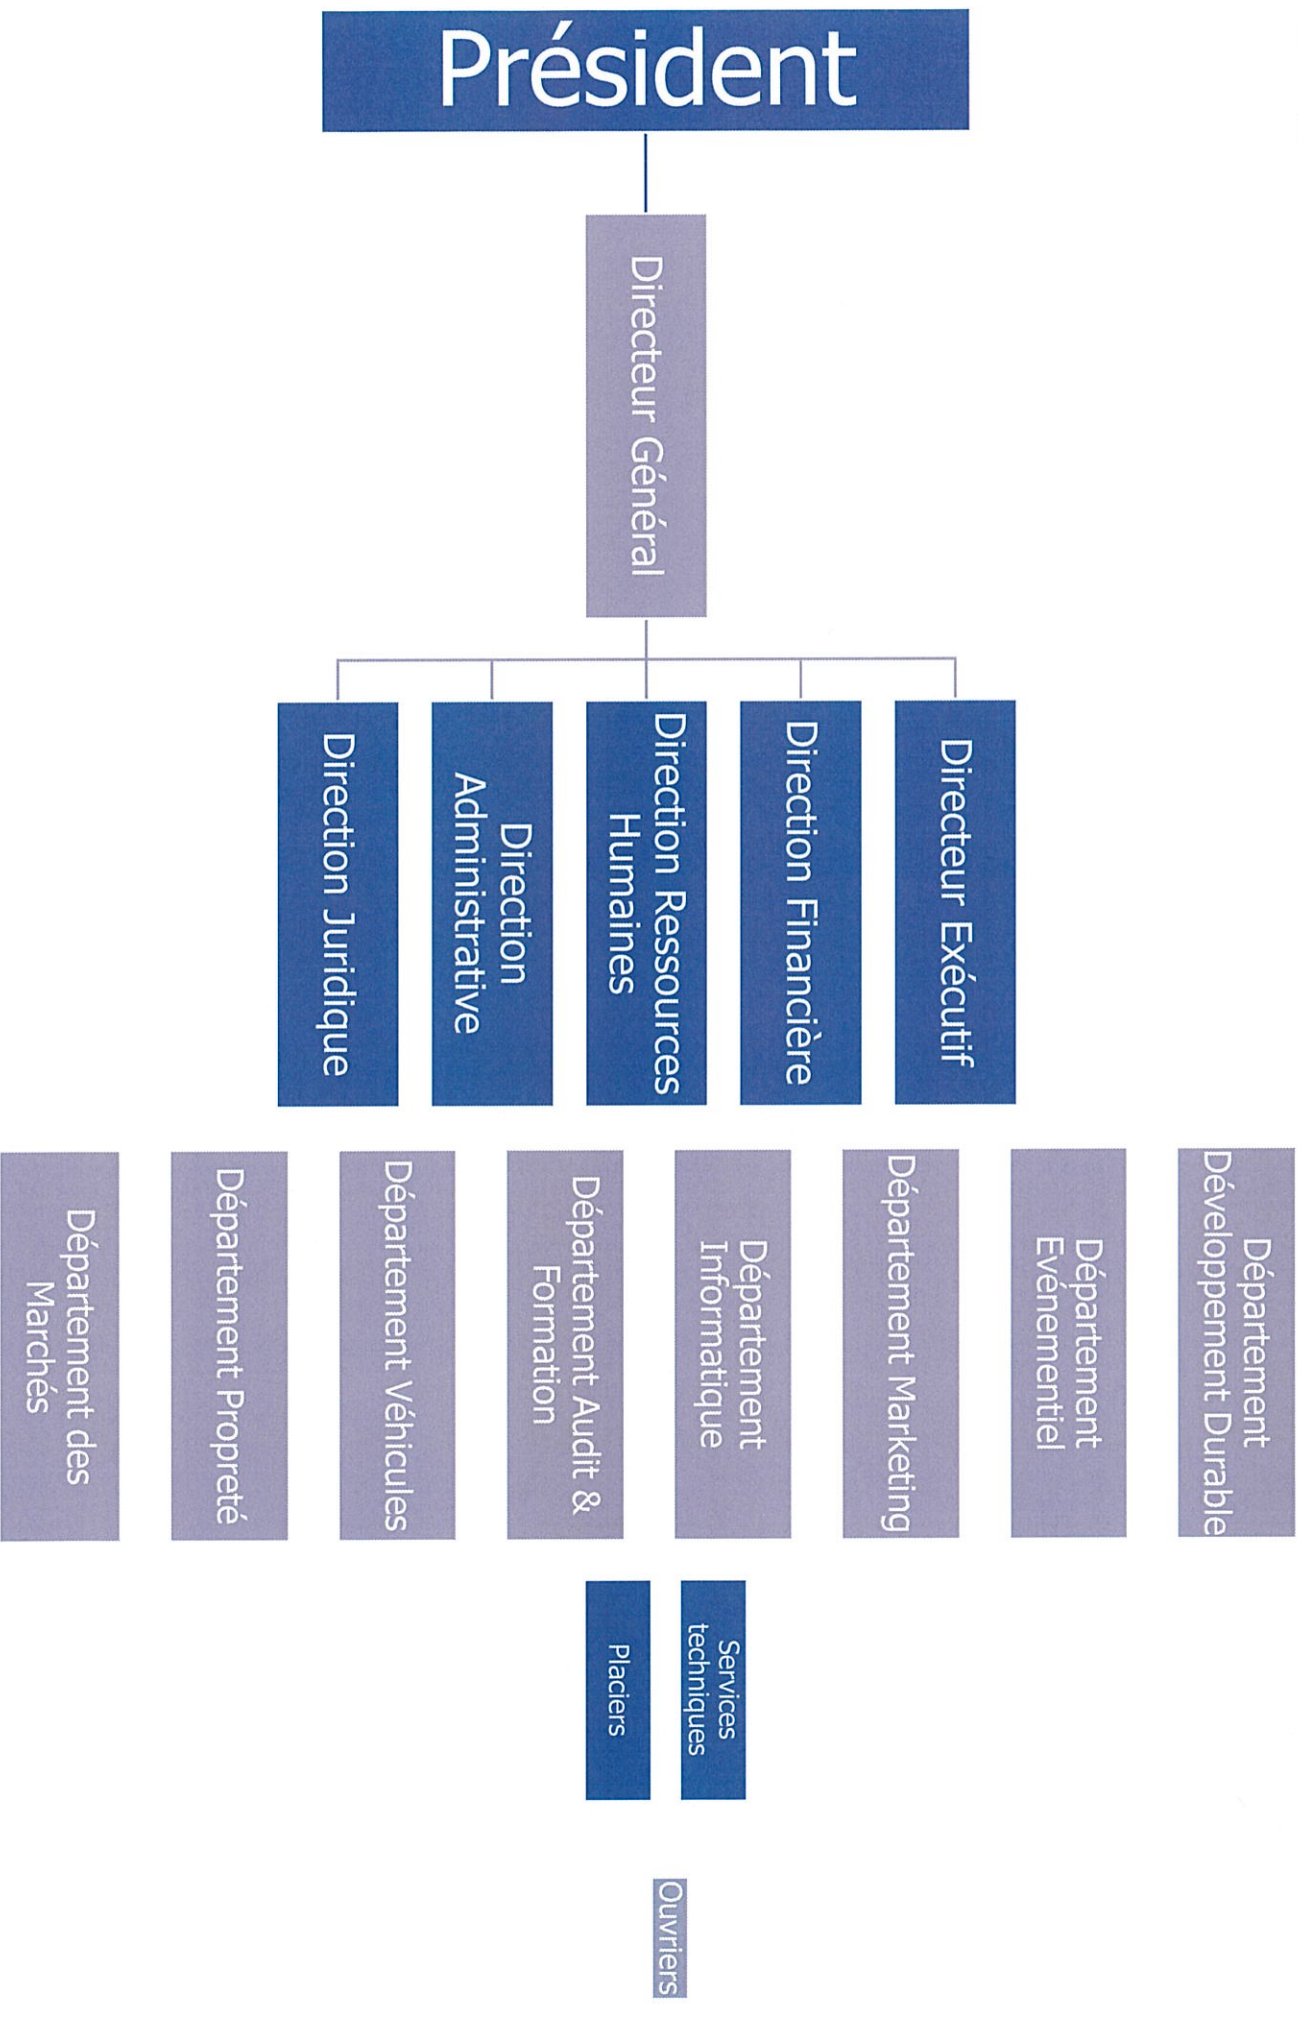 Président
Directeur Général
Directeur Exécutif
Direction Financière
Direction Ressources
Humaines
Direction
Administrative
Direction Juridique
Département
Développement Durable
Département
Evénementiel
Département Marketing
Département
Informatique
Département Audit &
Formation
Département Véhicules
Département Propreté
Département des
Marchés
Services
techniques
Placiers
Ouvriers